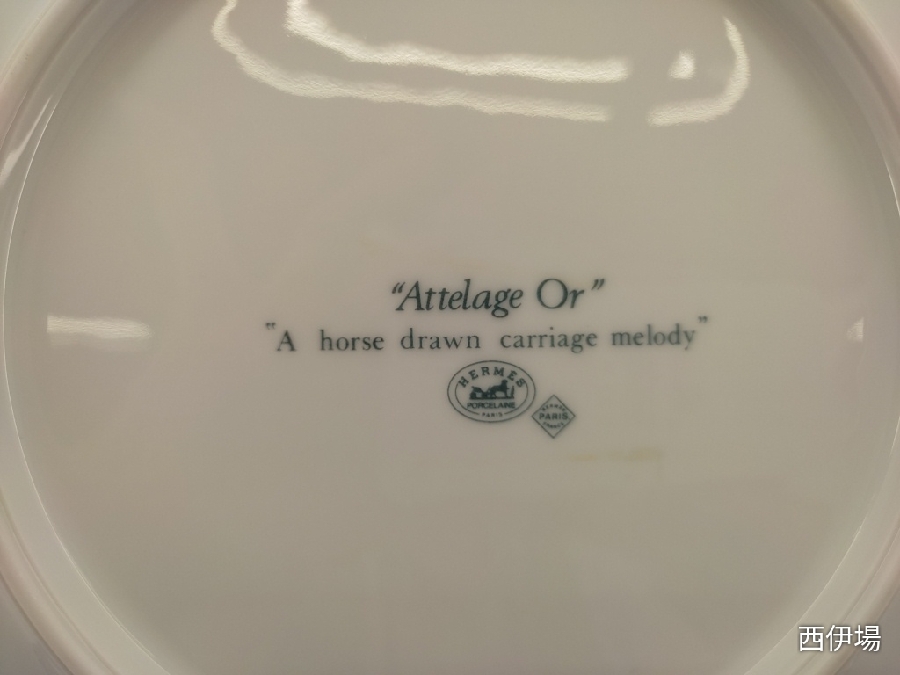 “Attelage Or”
"A horse drawn carriage melody"
HERMES
PORCELAINE
PARIS
PARIS
西伊場